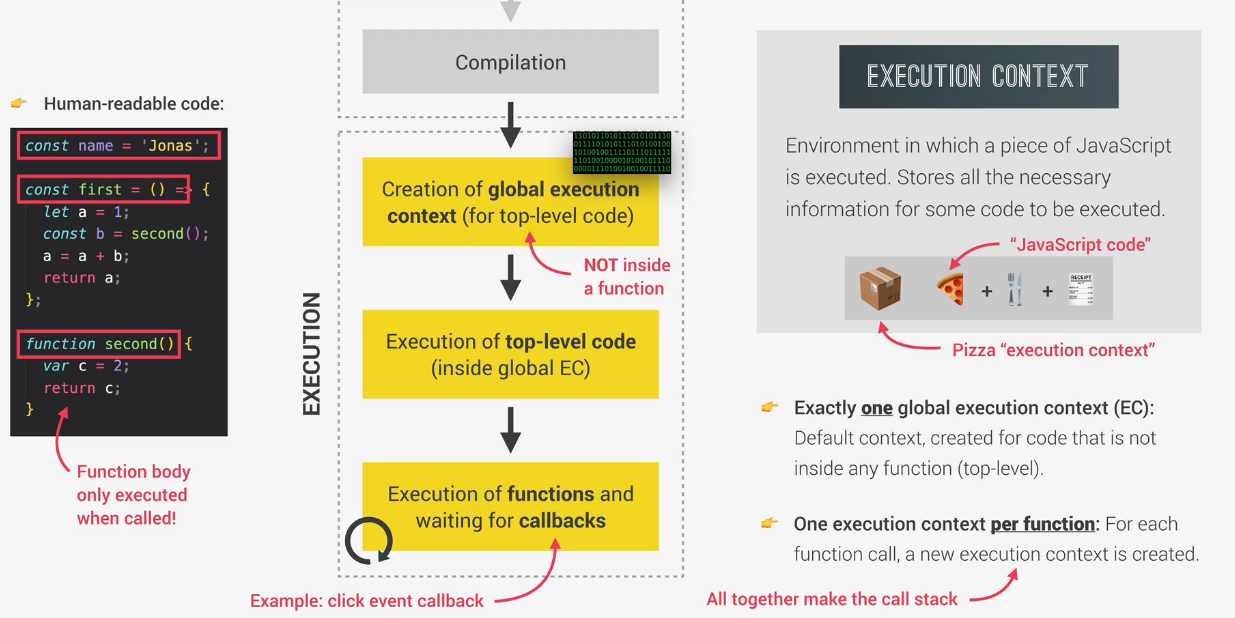 Human-readable code:
const name = 'Jonas';
const first = () => {
let a = 1;
const b = second();
a = a + b;
return a;
};
function second() {
var c = 2;
return c;
}
Function body
only executed
when called!
Compilation
EXECUTION
1101011010111010101110
0111101010111010100100
1010010011110111011111
11101001000010100101110
0000111010010010011110
Creation of global execution
context (for top-level code)
NOT inside
a function
Execution of top-level code
(inside global EC)
Execution of functions and
waiting for callbacks
Example: click event callback
EXECUTION CONTEXT
Environment in which a piece of JavaScript
is executed. Stores all the necessary
information for some code to be executed.
“JavaScript code”
+
+
RECEIPT
Pizza “execution context”
Exactly one global execution context (EC):
Default context, created for code that is not
inside any function (top-level).
One execution context per function: For each
function call, a new execution context is created.
All together make the call stack